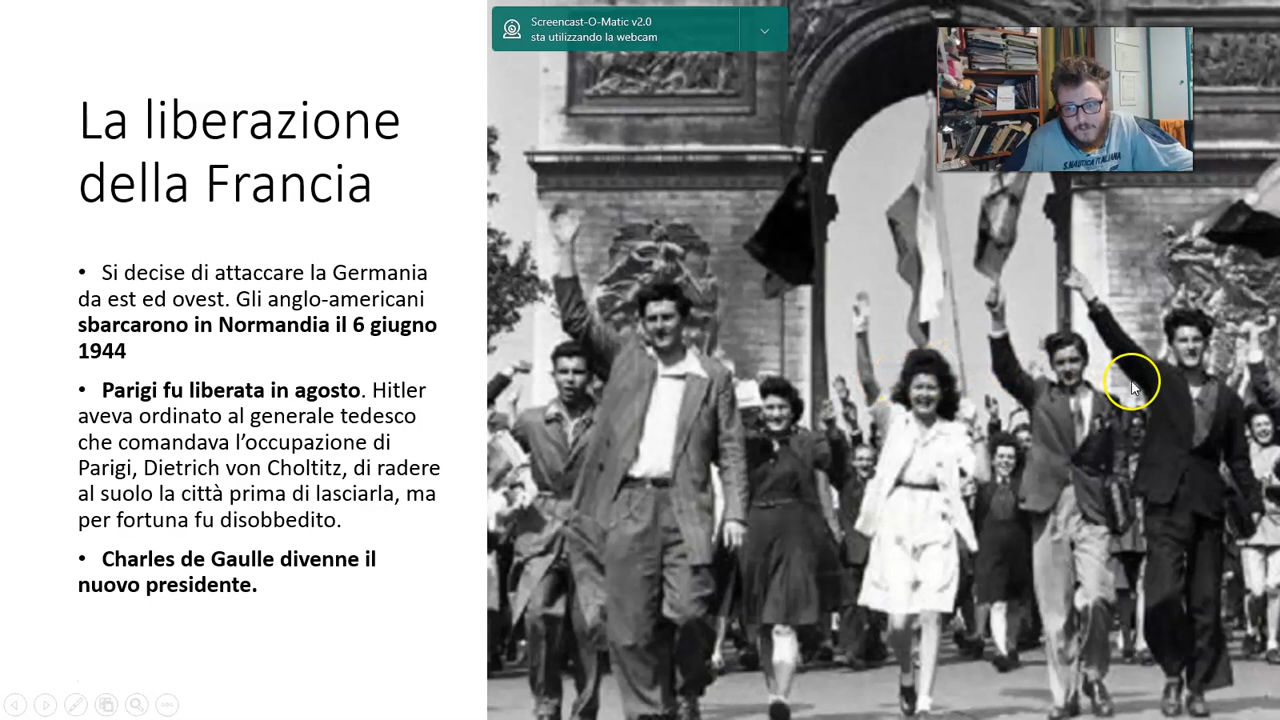 Screencast-O-Matic v2.0
sta utilizzando la webcam
S.NAUTICA ITALIANA
La liberazione
della Francia
• Si decise di attaccare la Germania
da est ed ovest. Gli anglo-americani
sbarcarono in Normandia il 6 giugno
1944
• Parigi fu liberata in agosto. Hitler
aveva ordinato al generale tedesco
che comandava l’occupazione di
Parigi, Dietrich von Choltitz, di radere
al suolo la città prima di lasciarla, ma
per fortuna fu disobbedito.
• Charles de Gaulle divenne il
nuovo presidente.